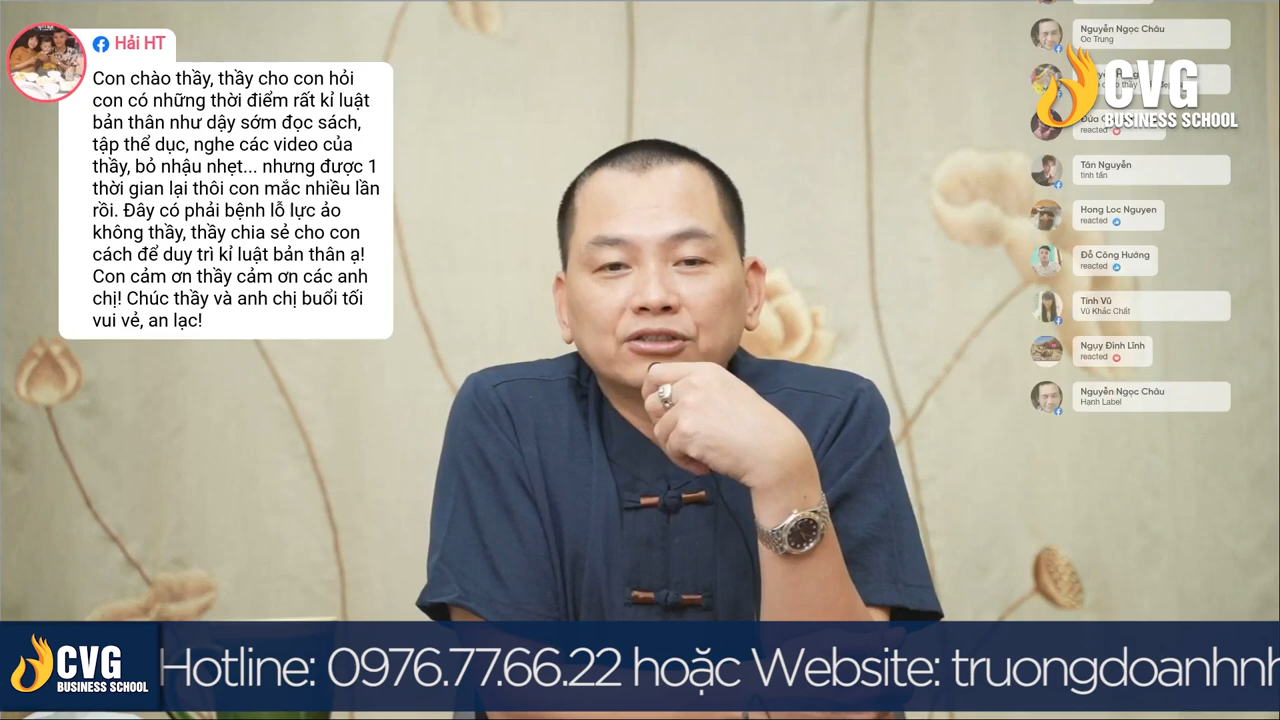 Hải HT
Con chào thầy, thầy cho con hỏi
con có những thời điểm rất kỉ luật
bản thân như dậy sớm đọc sách,
tập thể dục, nghe các video của
thầy, bỏ nhậu nhẹt... nhưng được 1
thời gian lại thôi con mắc nhiều lần
rồi. Đây có phải bệnh lỗ lực ảo
không thầy, thầy chia sẻ cho con
cách để duy trì kỉ luật bản thân ạ!
Con cảm ơn thầy cảm ơn các anh
chị! Chúc thầy và anh chị buổi tối
vui vẻ, an lạc!
Nguyễn Ngọc Châu
Oc Trung
CVG
BUSINESS SCHOOL
reacted
Tân Nguyễn
tinh tấn
Hong Loc Nguyen
reacted
Đỗ Công Hướng
reacted
Tinh Vũ
Vũ Khắc Chất
Ngụy Đình Lĩnh
reacted
Nguyễn Ngọc Châu
Hạnh Label
CVG
BUSINESS SCHOOL
Hotline: 0976.77.66.22 hoặc Website: truongdoanhnh